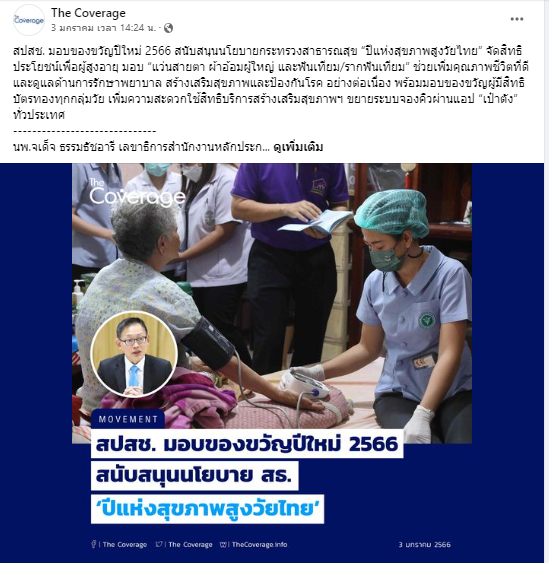 The Coverage
3 มกราคม เวลา 14:24 น. ·
สปสช. มอบของขวัญปีใหม่ 2566 สนับสนุนนโยบายกระทรวงสาธารณสุข "ปีแห่งสุขภาพสูงวัยไทย" จัดสิทธิ
ประโยชน์เพื่อผู้สูงอายุ มอบ "แว่นสายตา ผ้าอ้อมผู้ใหญ่ และฟันเทียม/รากฟันเทียม" ช่วยเพิ่มคุณภาพชีวิตที่ดี
และดูแลด้านการรักษาพยาบาล สร้างเสริมสุขภาพและป้องกันโรค อย่างต่อเนื่อง พร้อมมอบของขวัญผู้มีสิทธิ
บัตรทองทุกกลุ่มวัย เพิ่มความสะดวกใช้สิทธิบริการสร้างเสริมสุขภาพฯ ขยายระบบจองคิวผ่านแอป "เป๋าตัง"
ทั่วประเทศ
------------------------------
นพ.จเด็จ ธรรมธัชอารี เลขาธิการสำนักงานหลักประก... ดูเพิ่มเติม
The Coverage
MOVEMENT
สปสช. มอบของขวัญปีใหม่ 2566
สนับสนุนนโยบาย สธ.
'ปีแห่งสุขภาพสูงวัยไทย'
| The Coverage | The Coverage | TheCoverage.info
3 มกราคม 2566